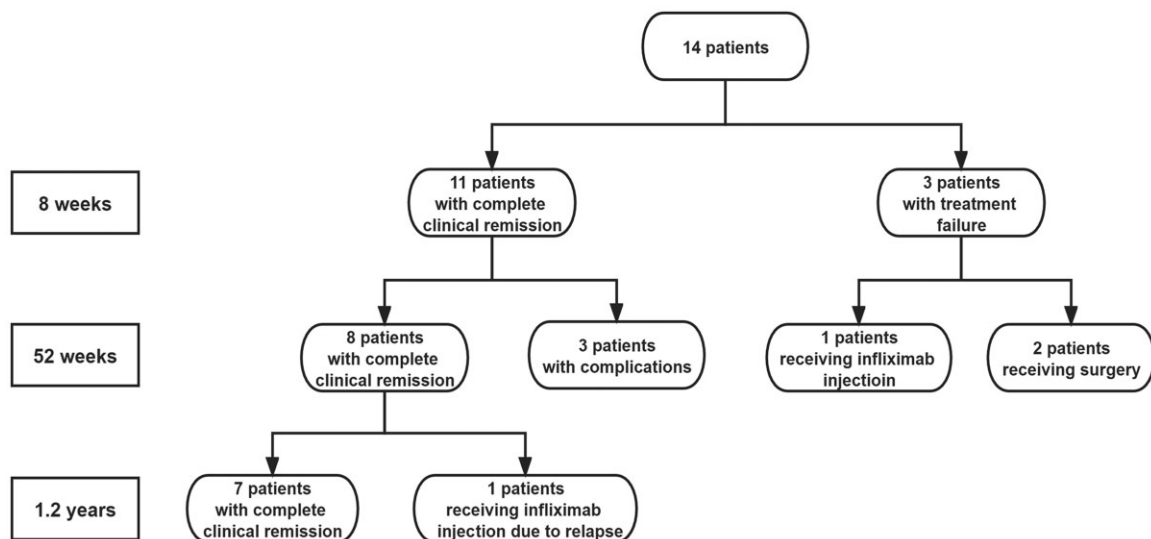 14 patients
8 weeks
11 patients
with complete
clinical remission
3 patients
with treatment
failure
52 weeks
8 patients
with complete
clinical remission
3 patients
with complications
1 patients
receiving infliximab
injectioin
2 patients
receiving surgery
1.2 years
7 patients
with complete
clinical remission
1 patients
receiving infliximab
injection due to relapse